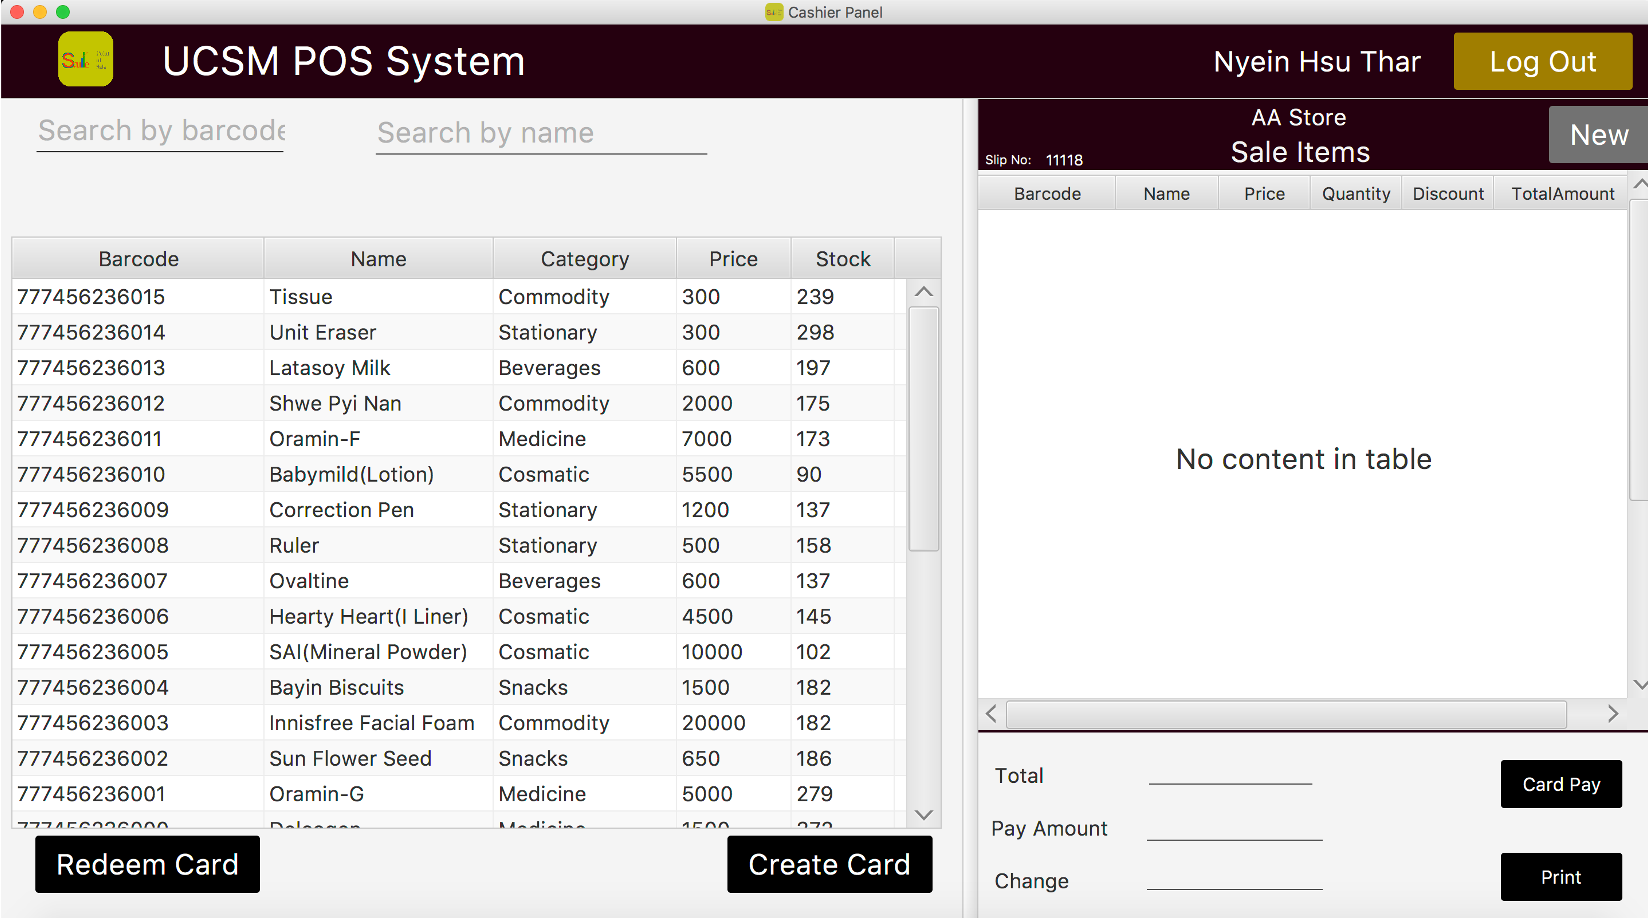 Cashier Panel
Sale
UCSM POS System
Nyein Hsu Thar
Log Out
Search by barcode
Search by name
Barcode Name Category Price Stock
777456236015 Tissue Commodity 300 239
777456236014 Unit Eraser Stationary 300 298
777456236013 Latasoy Milk Beverages 600 197
777456236012 Shwe Pyi Nan Commodity 2000 175
777456236011 Oramin-F Medicine 7000 173
777456236010 Babymild(Lotion) Cosmatic 5500 90
777456236009 Correction Pen Stationary 1200 137
777456236008 Ruler Stationary 500 158
777456236007 Ovaltine Beverages 600 137
777456236006 Hearty Heart(I Liner) Cosmatic 4500 145
777456236005 SAI(Mineral Powder) Cosmatic 10000 102
777456236004 Bayin Biscuits Snacks 1500 182
777456236003 Innisfree Facial Foam Commodity 20000 182
777456236002 Sun Flower Seed Snacks 650 186
777456236001 Oramin-G Medicine 5000 279
Redeem Card
Create Card
AA Store
Slip No: 11118
Sale Items
New
Barcode Name Price Quantity Discount TotalAmount
No content in table
Total
Card Pay
Pay Amount
Change
Print